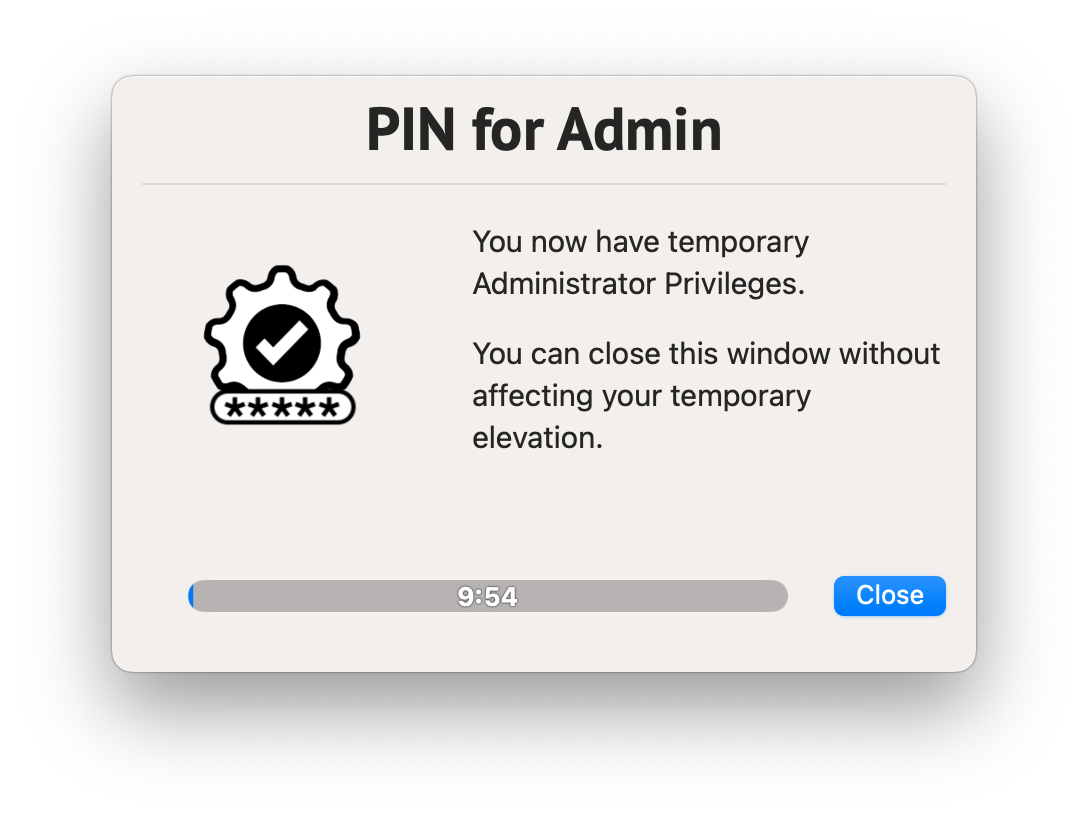 PIN for Admin
You now have temporary
Administrator Privileges.
You can close this window without
affecting your temporary
elevation.
*****
9:54
Close